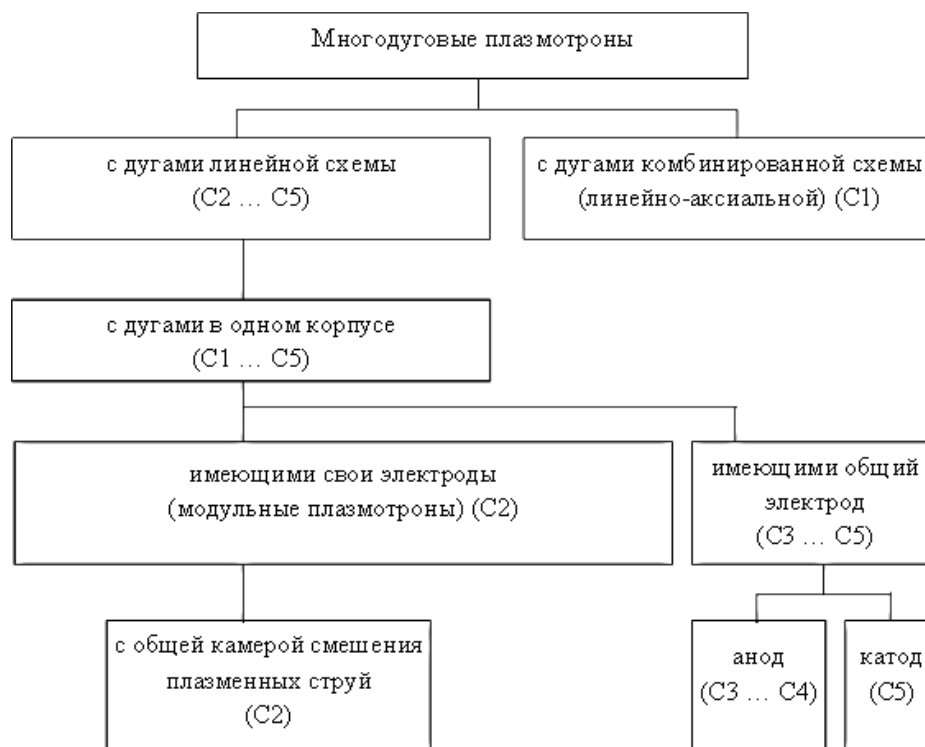 Многодуговые плазмотроны
с дугами линейной схемы
(С2 ... С5)
с дугами комбинированной схемы
(линейно-аксиальной) (С1)
с дугами в одном корпусе
(С1 ... С5)
имеющими свои электроды
(модульные плазмотроны) (С2)
имеющими общий
электрод
(С3 ... С5)
с общей камерой смешения
плазменных струй
(С2)
анод
(С3 ... С4)
катод
(С5)